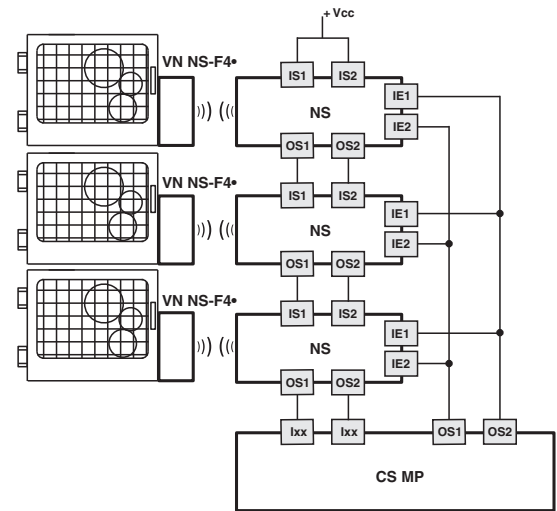 + Vcc
VN NS-F4•
IS1 IS2
NS
IE1
IE2
OS1 OS2
VN NS-F4•
IS1 IS2
NS
IE1
IE2
OS1 OS2
VN NS-F4•
IS1 IS2
NS
IE1
IE2
OS1 OS2
Ixx Ixx OS1 OS2
CS MP